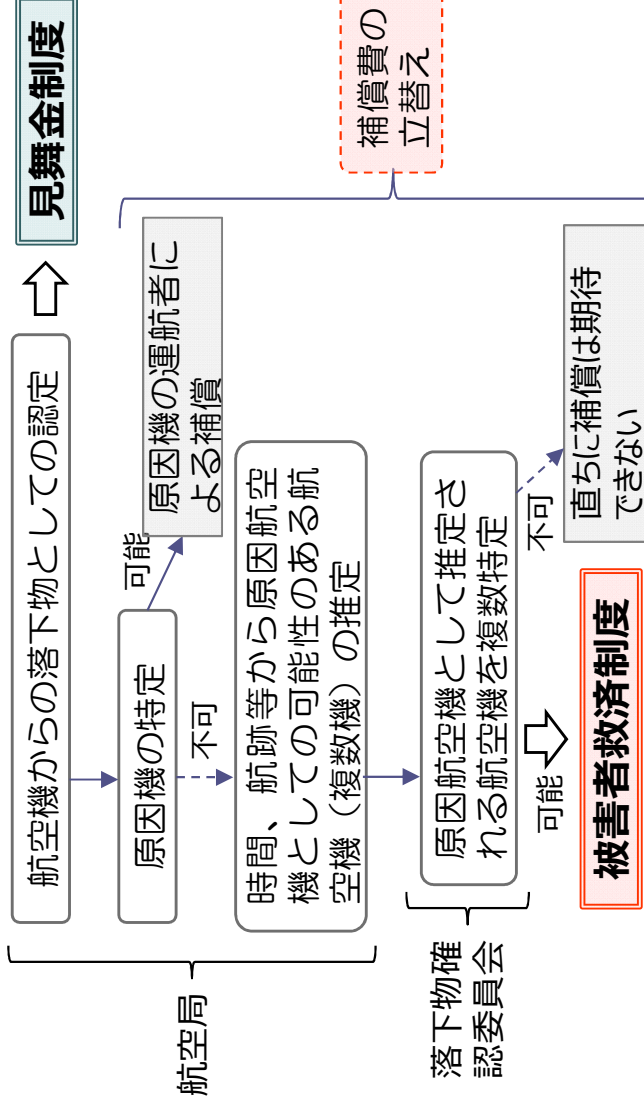 航空局
航空機からの落下物としての認定
見舞金制度
原因機の特定
可能
原因機の運航者に
よる補償
不可
時間、航跡等から原因航空
機としての可能性のある航
空機（複数機）の推定
落下物確
認委員会
原因航空機として推定さ
れる航空機を複数特定
可能
不可
被害者救済制度
直ちに補償は期待
できない
補償費の
立替え